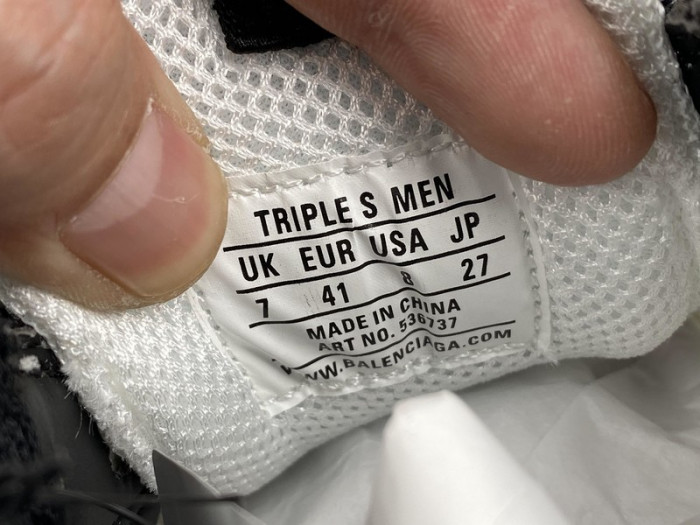 TRIPLE S MEN
UK EUR USA JP
7 41 8 27
MADE IN CHINA
ART NO. 536737
WWW.BALENCIAGA.COM